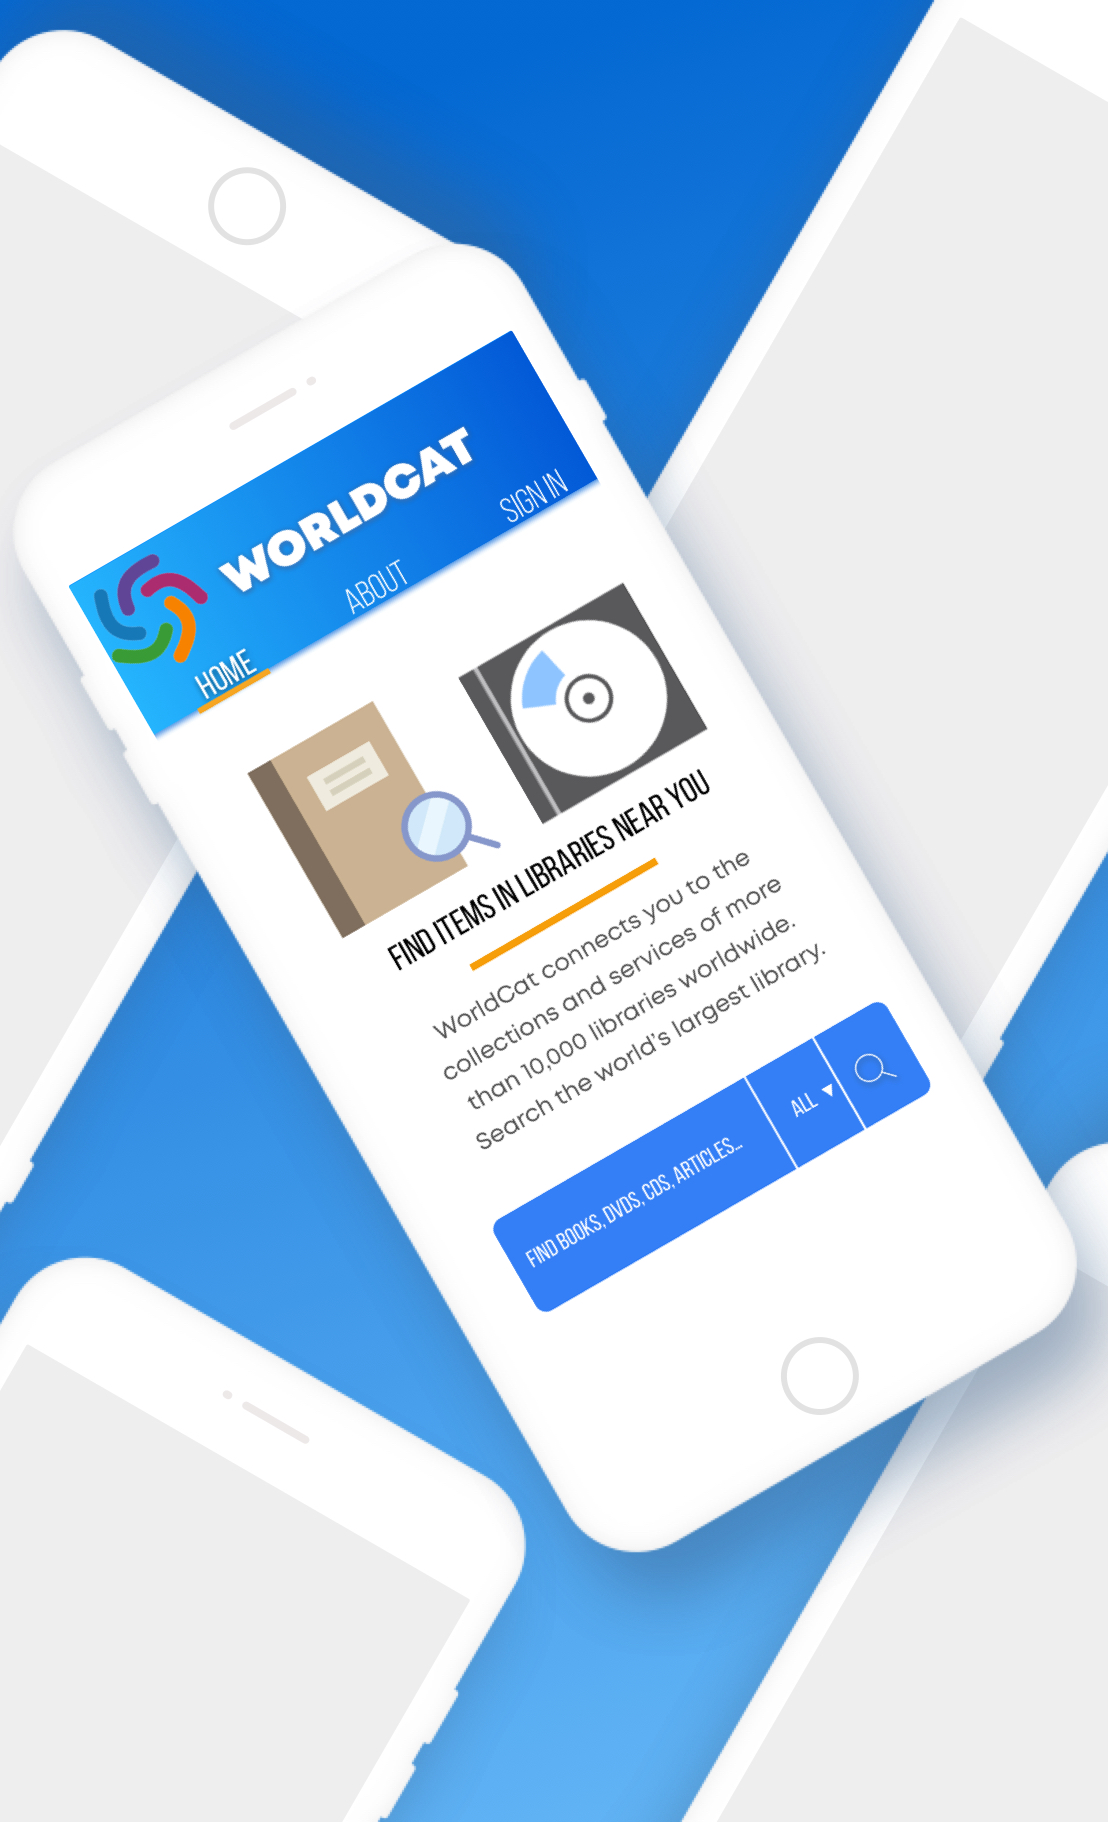 WORLDCAT
HOME
ABOUT
SIGN IN
FIND ITEMS IN LIBRARIES NEAR YOU
WorldCat connects you to the
collections and services of more
than 10,000 libraries worldwide.
Search the world's largest library.
FIND BOOKS, DVDS, CDS, ARTICLES...
ALL ▼